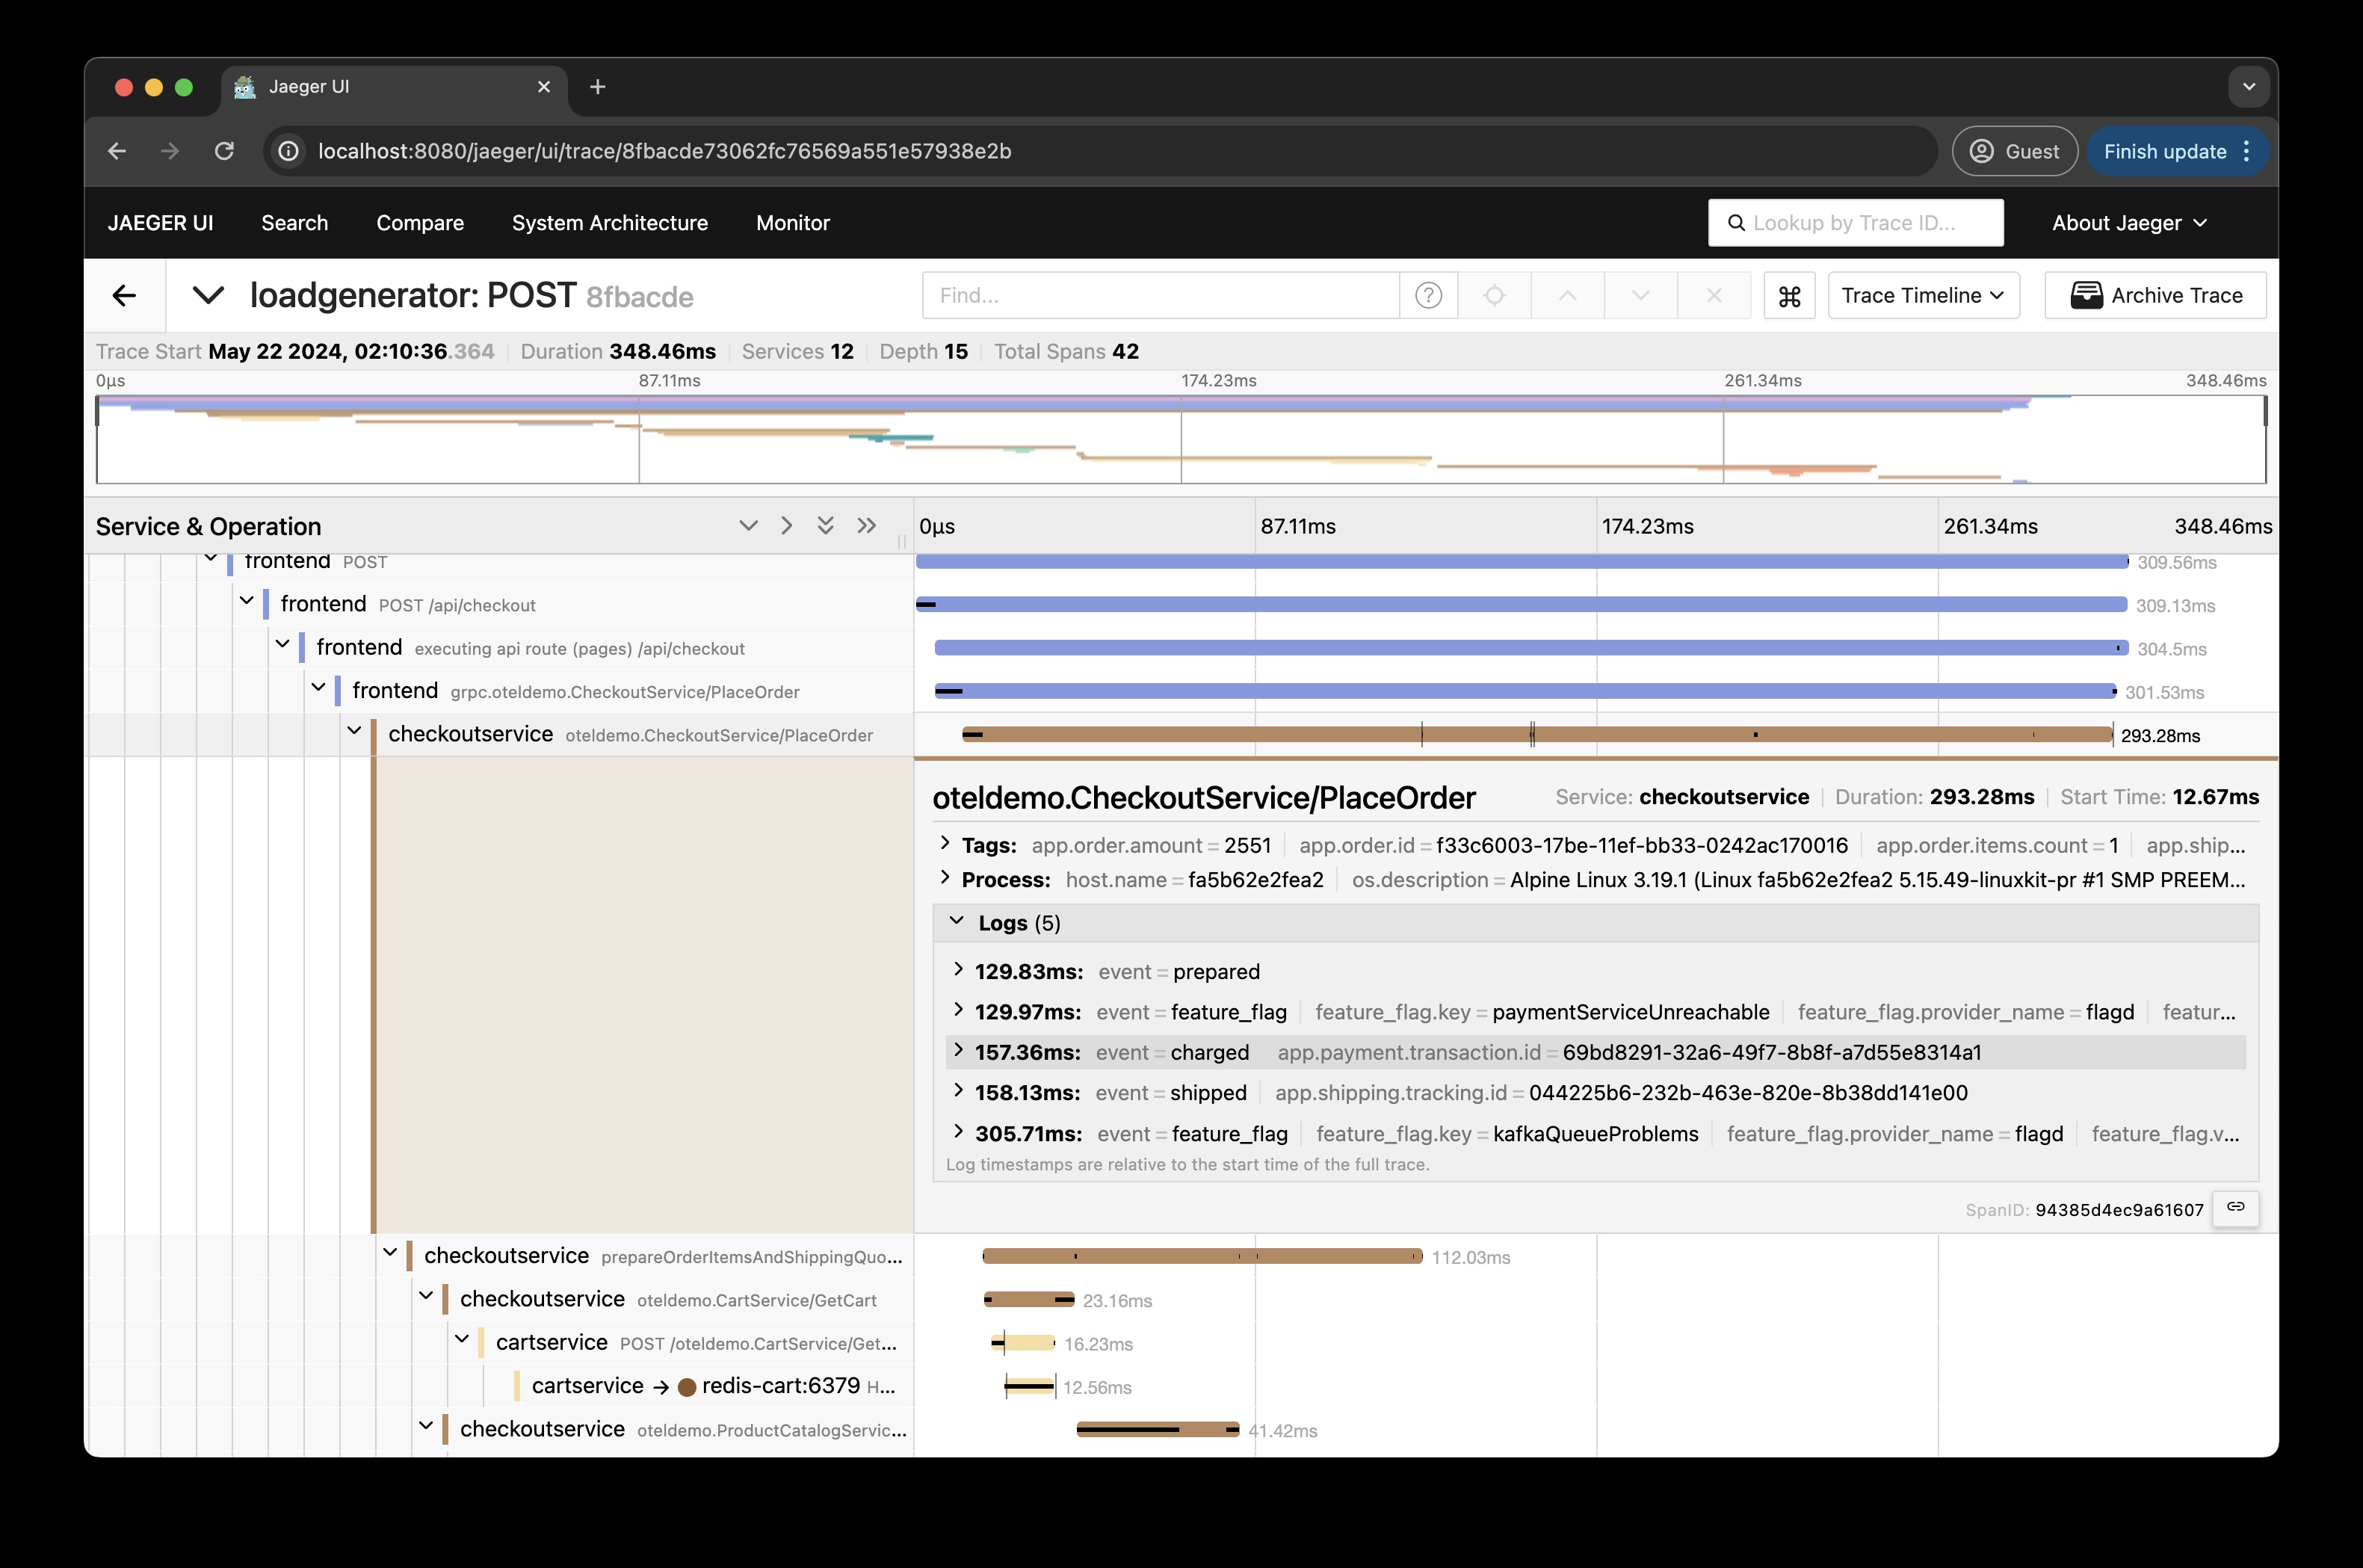 Jaeger UI
localhost:8080/jaeger/ui/trace/8fbacde73062fc76569a551e57938e2b Guest Finish update
JAEGER UI Search Compare System Architecture Monitor Lookup by Trace ID... About Jaeger
loadgenerator: POST 8fbacde Find... Trace Timeline Archive Trace
Trace Start May 22 2024, 02:10:36.364 Duration 348.46ms Services 12 Depth 15 Total Spans 42
0μs 87.11ms 174.23ms 261.34ms 348.46ms
Service & Operation 0μs 87.11ms 174.23ms 261.34ms 348.46ms
frontend POST 309.56ms
frontend POST /api/checkout 309.13ms
frontend executing api route (pages) /api/checkout 304.5ms
frontend grpc.oteldemo.CheckoutService/PlaceOrder 301.53ms
checkoutservice oteldemo.CheckoutService/PlaceOrder 293.28ms
oteldemo.CheckoutService/PlaceOrder Service: checkoutservice Duration: 293.28ms Start Time: 12.67ms
Tags: app.order.amount = 2551 app.order.id = f33c6003-17be-11ef-bb33-0242ac170016 app.order.items.count = 1 app.ship...
Process: host.name = fa5b62e2fea2 os.description = Alpine Linux 3.19.1 (Linux fa5b62e2fea2 5.15.49-linuxkit-pr #1 SMP PREEM...
Logs (5)
129.83ms: event = prepared
129.97ms: event = feature_flag feature_flag.key = paymentServiceUnreachable feature_flag.provider_name = flagd featur...
157.36ms: event = charged app.payment.transaction.id = 69bd8291-32a6-49f7-8b8f-a7d55e8314a1
158.13ms: event = shipped app.shipping.tracking.id = 044225b6-232b-463e-820e-8b38dd141e00
305.71ms: event = feature_flag feature_flag.key = kafkaQueueProblems feature_flag.provider_name = flagd feature_flag.v...
Log timestamps are relative to the start time of the full trace.
SpanID: 94385d4ec9a61607
checkoutservice prepareOrderItemsAndShippingQuo... 112.03ms
checkoutservice oteldemo.CartService/GetCart 23.16ms
cartservice POST /oteldemo.CartService/Get... 16.23ms
cartservice → redis-cart:6379 H... 12.56ms
checkoutservice oteldemo.ProductCatalogServic... 41.42ms